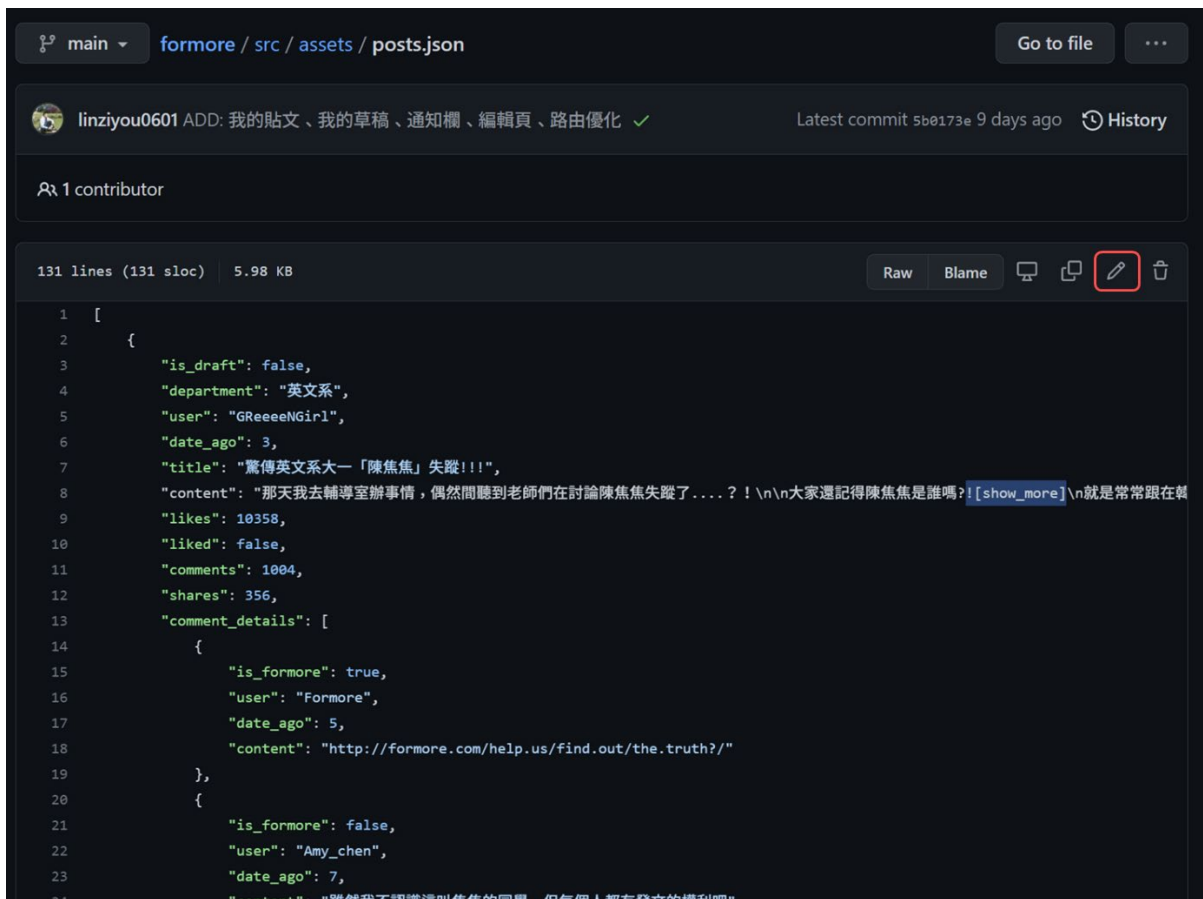 main
formore / src / assets / posts.json
Go to file
linziyou0601 ADD: 我的貼文、我的草稿、通知欄、編輯頁、路由優化
Latest commit 5b0173e 9 days ago
History
1 contributor
131 lines (131 sloc) 5.98 KB
Raw
Blame
1 [
2 {
3 "is_draft": false,
4 "department": "英文系",
5 "user": "GReeeeNGirl",
6 "date_ago": 3,
7 "title": "驚傳英文系大一「陳焦焦」失蹤!!!",
8 "content": "那天我去輔導室辦事情，偶然間聽到老師們在討論陳焦焦失蹤了....？！\n\n大家還記得陳焦焦是誰嗎?![show_more]\n就是常常跟在韓
9 "likes": 10358,
10 "liked": false,
11 "comments": 1004,
12 "shares": 356,
13 "comment_details": [
14 {
15 "is_formore": true,
16 "user": "Formore",
17 "date_ago": 5,
18 "content": "http://formore.com/help.us/find.out/the.truth?/"
19 },
20 {
21 "is_formore": false,
22 "user": "Amy_chen",
23 "date_ago": 7,